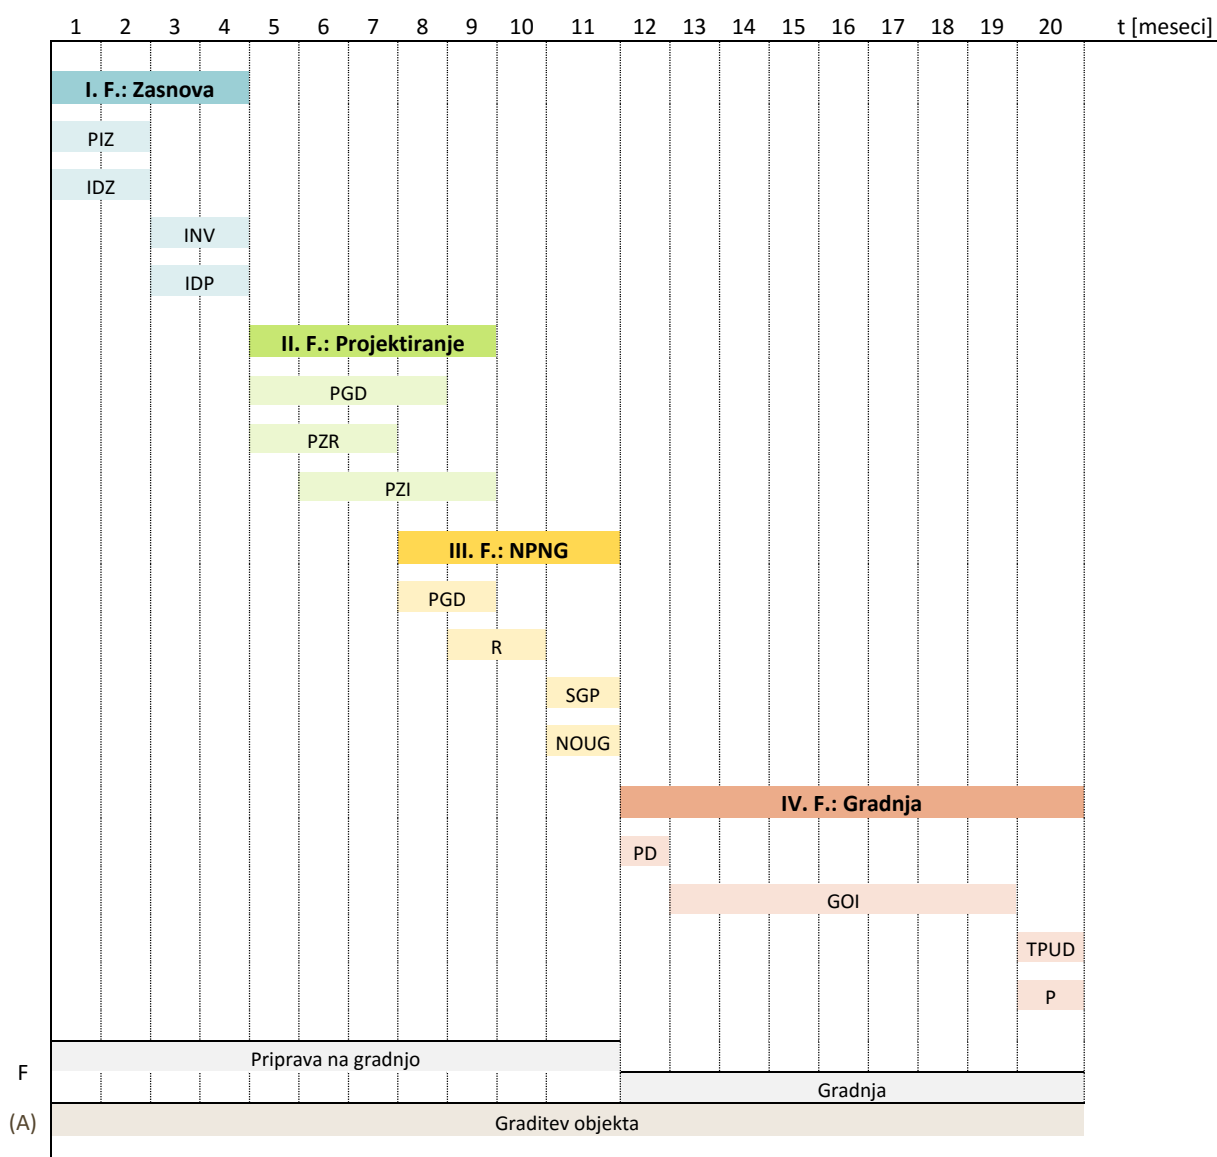 1 2 3 4 5 6 7 8 9 10 11 12 13 14 15 16 17 18 19 20 t [meseci]
I. F.: Zasnova
PIZ
IDZ
INV
IDP
II. F.: Projektiranje
PGD
PZR
PZI
III. F.: NPNG
PGD
R
SGP
NOUG
IV. F.: Gradnja
PD
GOI
TPUD
P
Priprava na gradnjo
F
Gradnja
(A) Graditev objekta